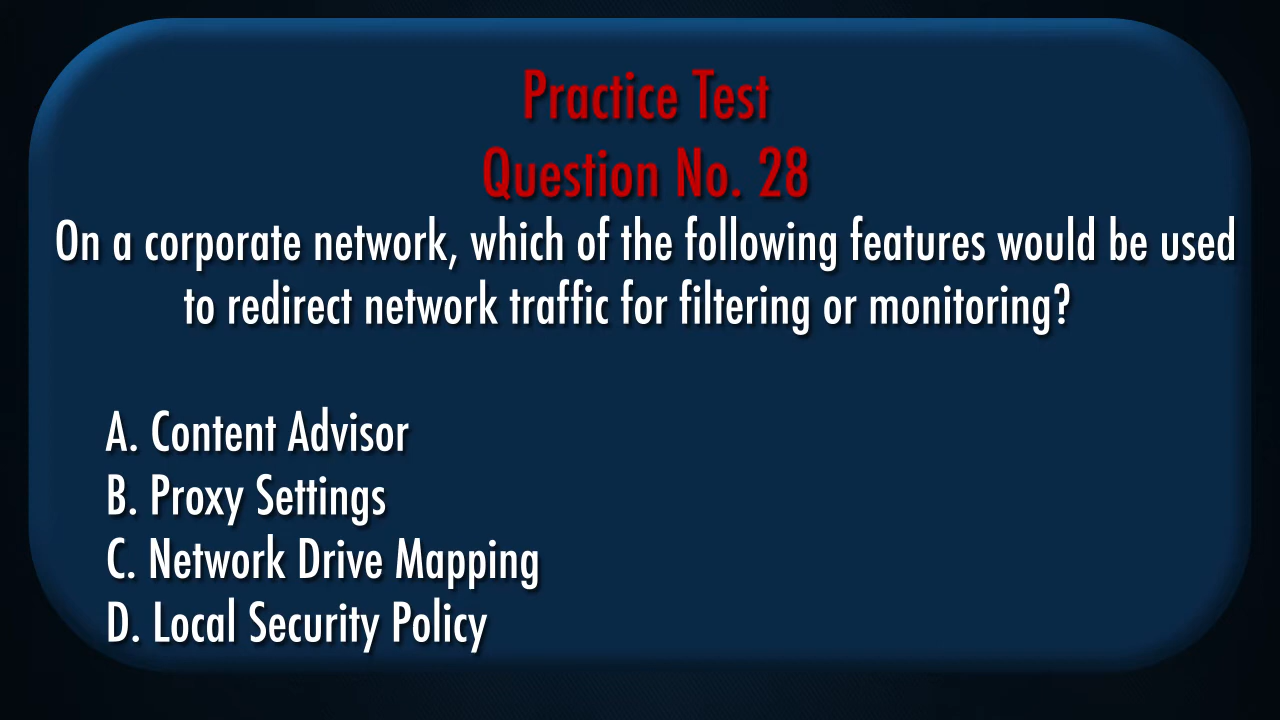 Practice Test
Question No. 28
On a corporate network, which of the following features would be used
to redirect network traffic for filtering or monitoring?
A. Content Advisor
B. Proxy Settings
C. Network Drive Mapping
D. Local Security Policy